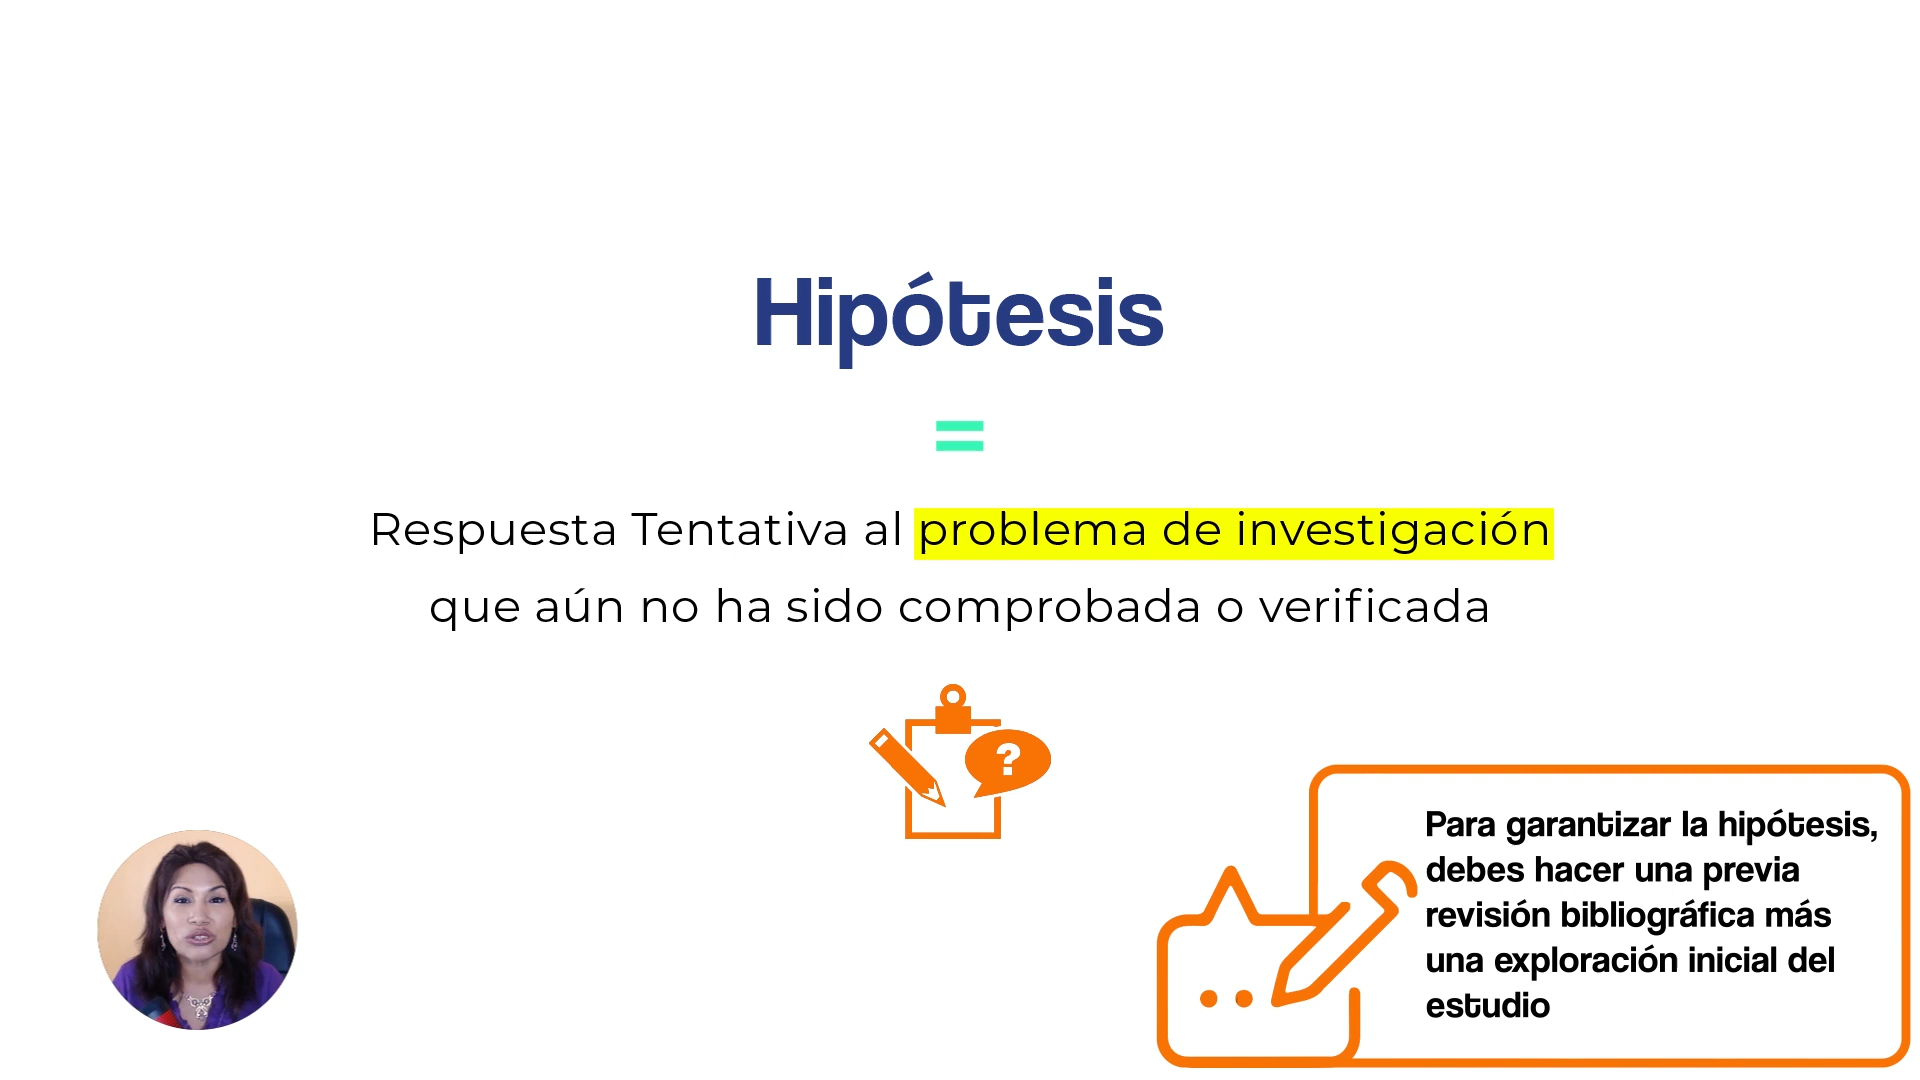 Hipótesis
=
Respuesta Tentativa al problema de investigación
que aún no ha sido comprobada o verificada
?
Para garantizar la hipótesis,
debes hacer una previa
revisión bibliográfica más
una exploración inicial del
estudio